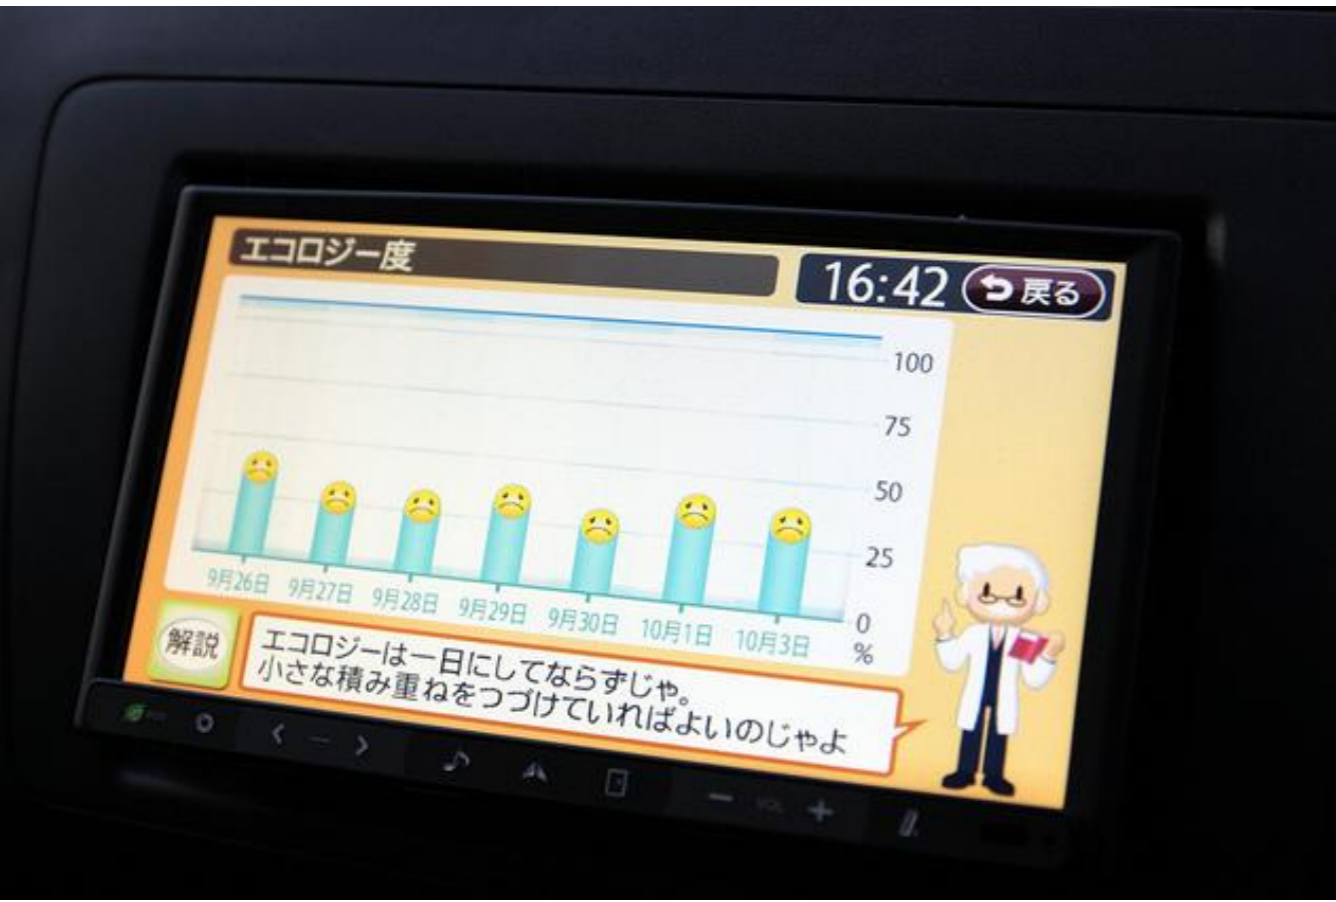 エコロジー度
16:42
戻る
100
75
50
25
0
%
9月26日 9月27日 9月28日 9月29日 9月30日 10月1日 10月3日
解説
エコロジーは一日にしてならずじゃ。
小さな積み重ねをつづけていればよいのじゃよ
VOL